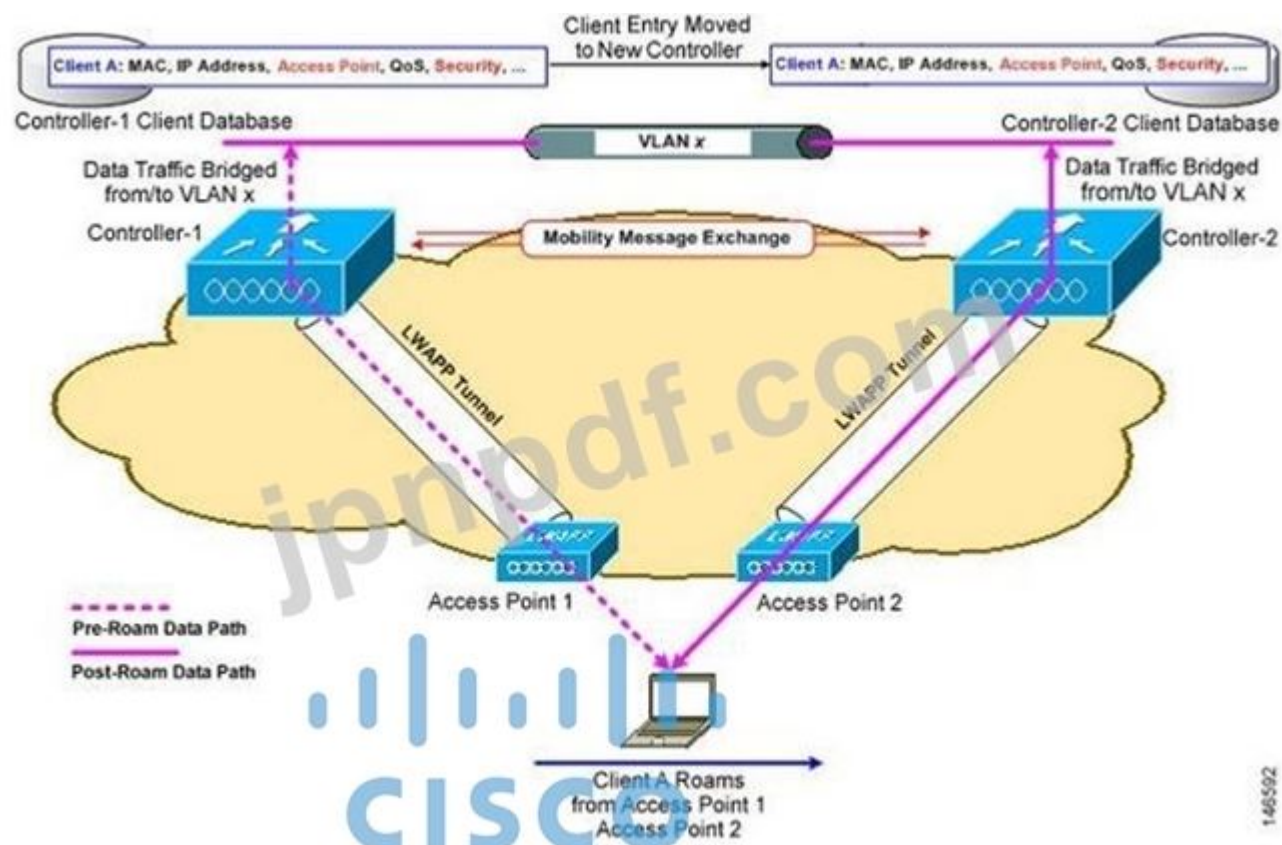 Client Entry Moved
to New Controller
Client A: MAC, IP Address, Access Point, QoS, Security, ...
Client A: MAC, IP Address, Access Point, QoS, Security, ...
Controller-1 Client Database
VLAN x
Controller-2 Client Database
Data Traffic Bridged
from/to VLAN x
Data Traffic Bridged
from/to VLAN x
Controller-1
Mobility Message Exchange
Controller-2
LWAPP Tunnel
LWAPP Tunnel
jpnpdf.com
LWAPP
LWAPP
Access Point 1
Access Point 2
Pre-Roam Data Path
Post-Roam Data Path
Client A Roams
from Access Point 1
Access Point 2
CISCO
146592